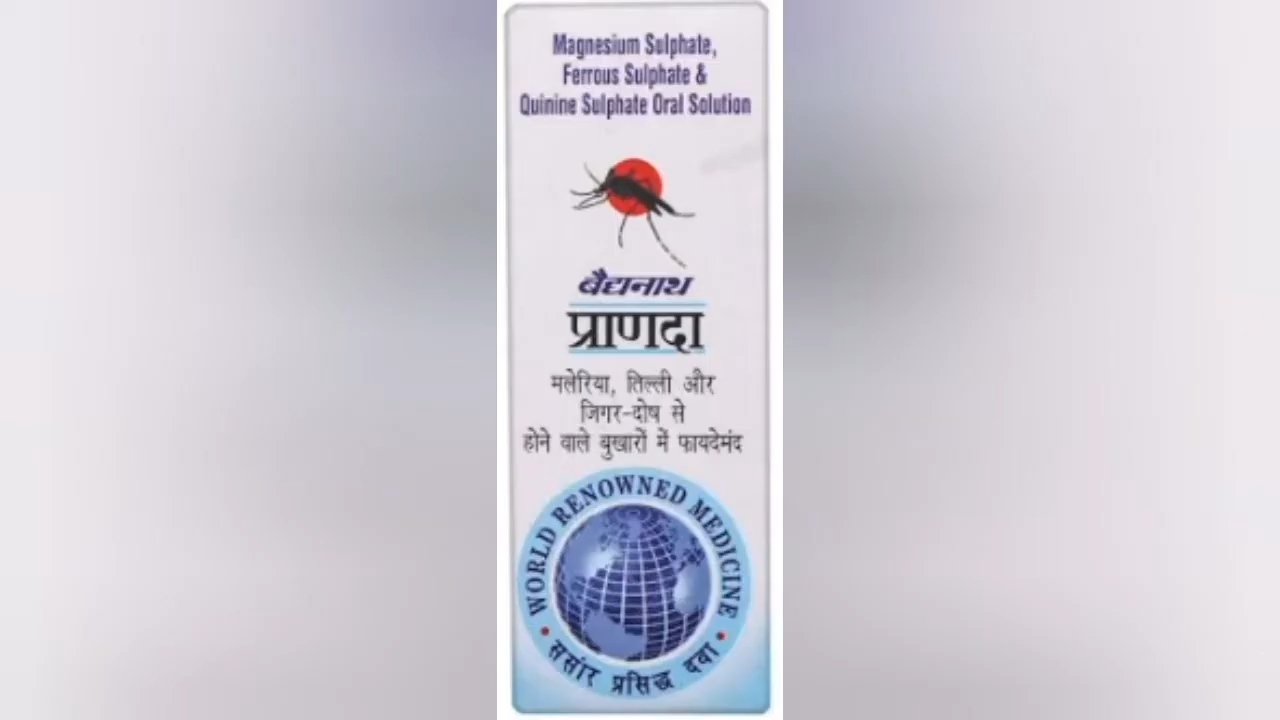 Magnesium Sulphate,
Ferrous Sulphate &
Quinine Sulphate Oral Solution
बैद्यनाथ
प्राणदा
मलेरिया, तिल्ली और
जिगर-दोष से
होने वाले बुखारों में फायदेमंद
WORLD RENOWNED MEDICINE
ससांर प्रसिद्ध दवा